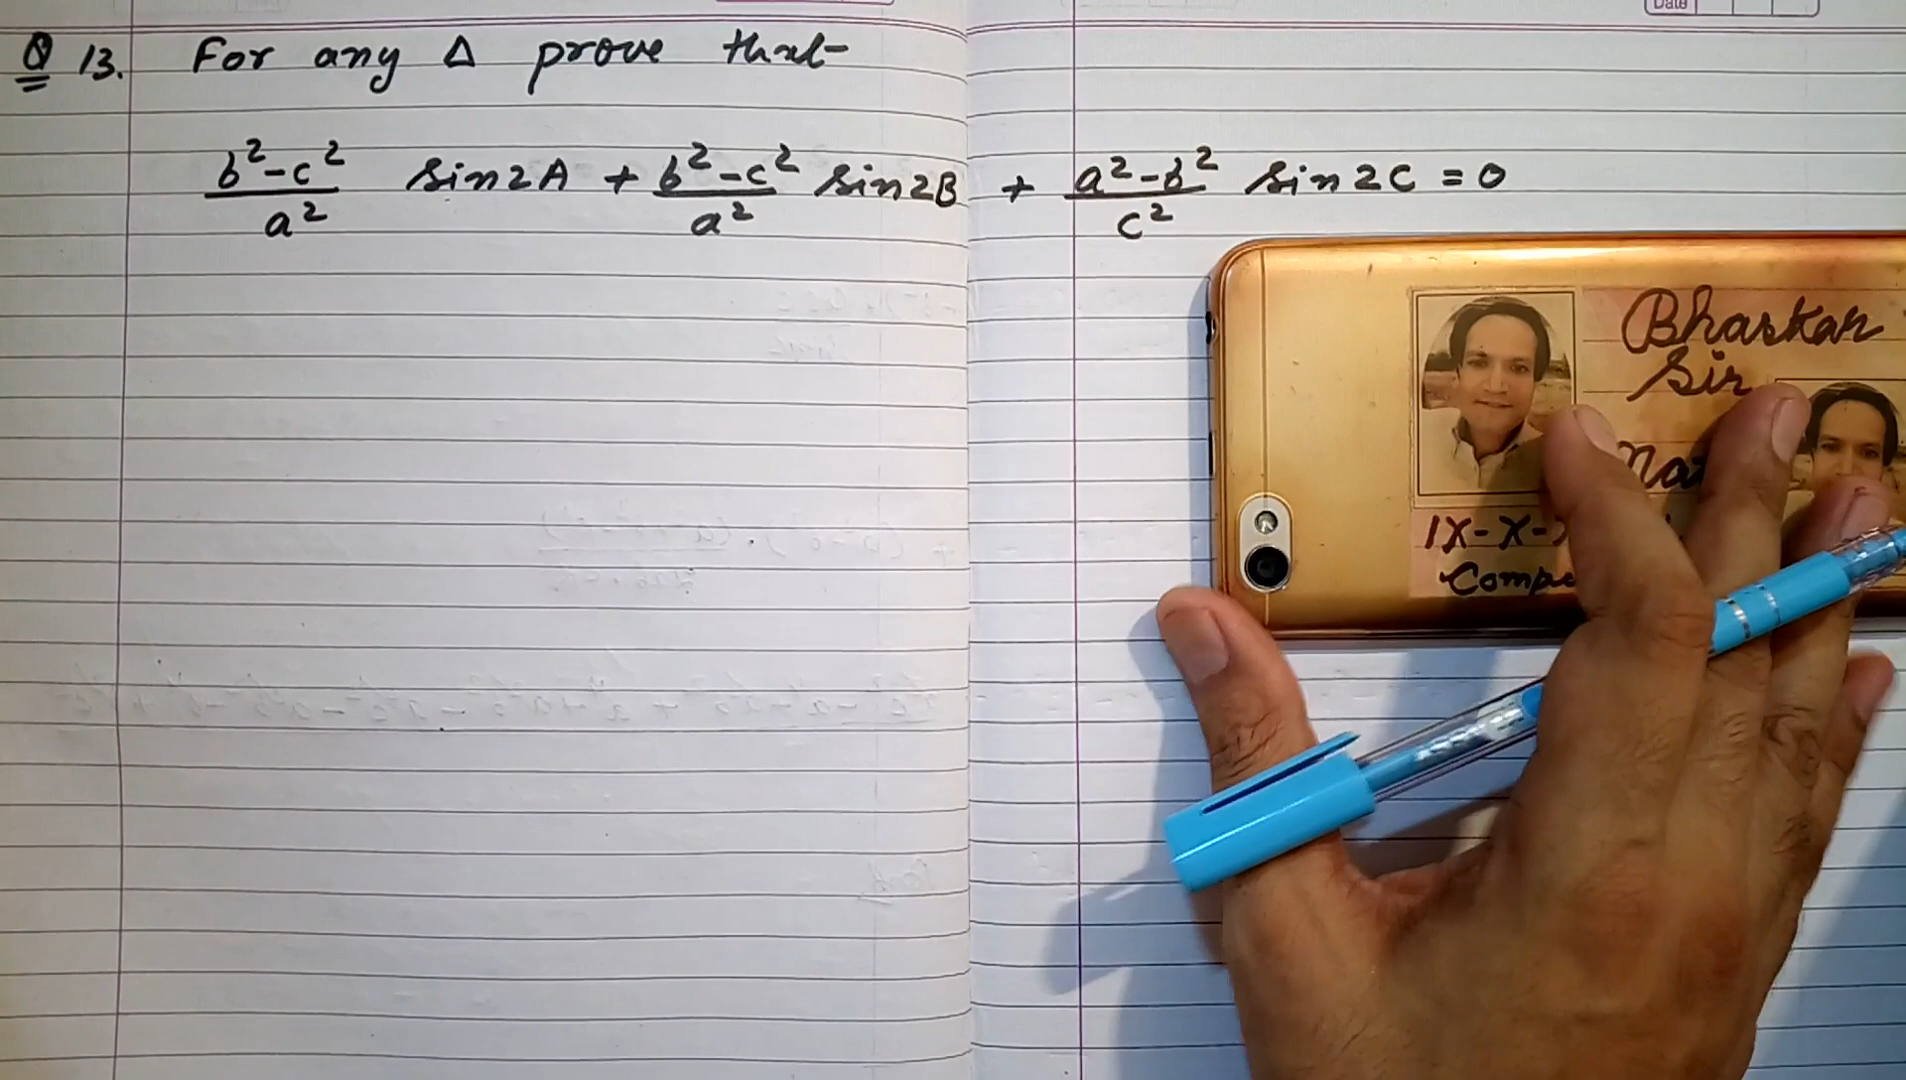 Date
Q 13. For any Δ prove that
b²-c²/a² sin2A + b²-c²/a² sin2B + a²-b²/c² sin2C = 0
Bhaskar
Sir
IX-X-